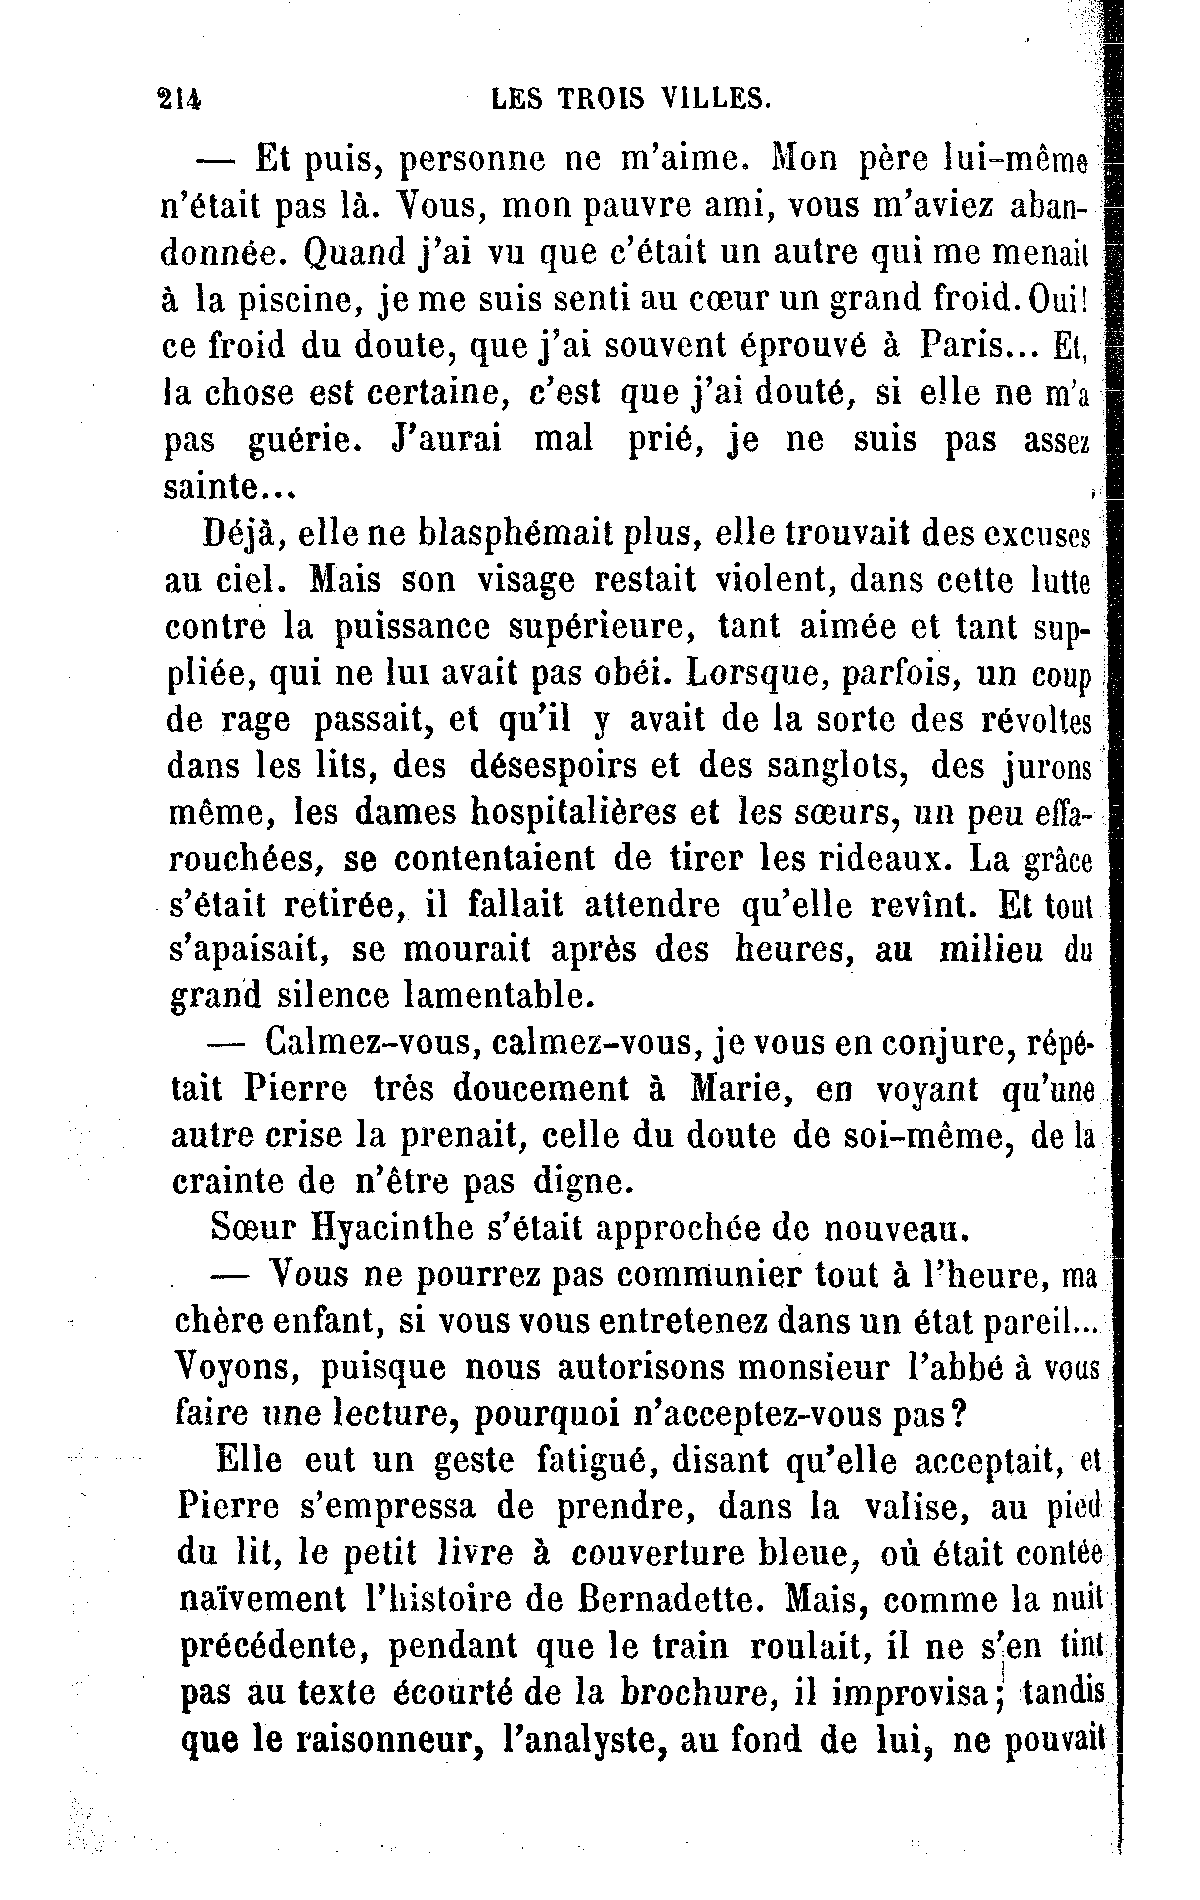 214 LES TROIS VILLES.
— Et puis, personne ne m'aime. Mon père lui-même
n'était pas là. Vous, mon pauvre ami, vous m'aviez aban-
donnée. Quand j'ai vu que c'était un autre qui me menait
à la piscine, je me suis senti au cœur un grand froid. Oui!
ce froid du doute, que j'ai souvent éprouvé à Paris... Et,
la chose est certaine, c'est que j'ai douté, si elle ne m'a
pas guérie. J'aurai mal prié, je ne suis pas assez
sainte...
Déjà, elle ne blasphémait plus, elle trouvait des excuses
au ciel. Mais son visage restait violent, dans cette lutte
contre la puissance supérieure, tant aimée et tant sup-
pliée, qui ne lui avait pas obéi. Lorsque, parfois, un coup
de rage passait, et qu'il y avait de la sorte des révoltes
dans les lits, des désespoirs et des sanglots, des jurons
même, les dames hospitalières et les sœurs, un peu effa-
rouchées, se contentaient de tirer les rideaux. La grâce
s'était retirée, il fallait attendre qu'elle revînt. Et tout
s'apaisait, se mourait après des heures, au milieu du
grand silence lamentable.
— Calmez-vous, calmez-vous, je vous en conjure, répé-
tait Pierre très doucement à Marie, en voyant qu'une
autre crise la prenait, celle du doute de soi-même, de la
crainte de n'être pas digne.
Sœur Hyacinthe s'était approchée de nouveau.
— Vous ne pourrez pas communier tout à l'heure, ma
chère enfant, si vous vous entretenez dans un état pareil...
Voyons, puisque nous autorisons monsieur l'abbé à vous
faire une lecture, pourquoi n'acceptez-vous pas?
Elle eut un geste fatigué, disant qu'elle acceptait, et
Pierre s'empressa de prendre, dans la valise, au pied
du lit, le petit livre à couverture bleue, où était contée
naïvement l'histoire de Bernadette. Mais, comme la nuit
précédente, pendant que le train roulait, il ne s'en tint
pas au texte écourté de la brochure, il improvisa; tandis
que le raisonneur, l'analyste, au fond de lui, ne pouvait